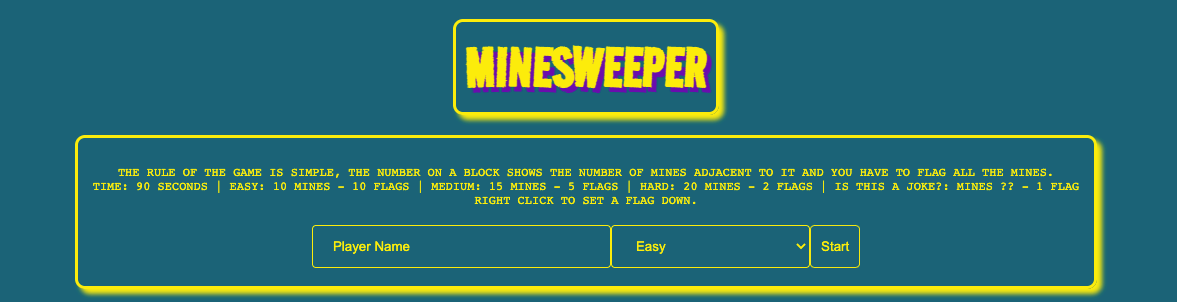 MINESWEEPER
THE RULE OF THE GAME IS SIMPLE, THE NUMBER ON A BLOCK SHOWS THE NUMBER OF MINES ADJACENT TO IT AND YOU HAVE TO FLAG ALL THE MINES.
TIME: 90 SECONDS | EASY: 10 MINES - 10 FLAGS | MEDIUM: 15 MINES - 5 FLAGS | HARD: 20 MINES - 2 FLAGS | IS THIS A JOKE?: MINES ?? - 1 FLAG
RIGHT CLICK TO SET A FLAG DOWN.
Player Name Easy Start